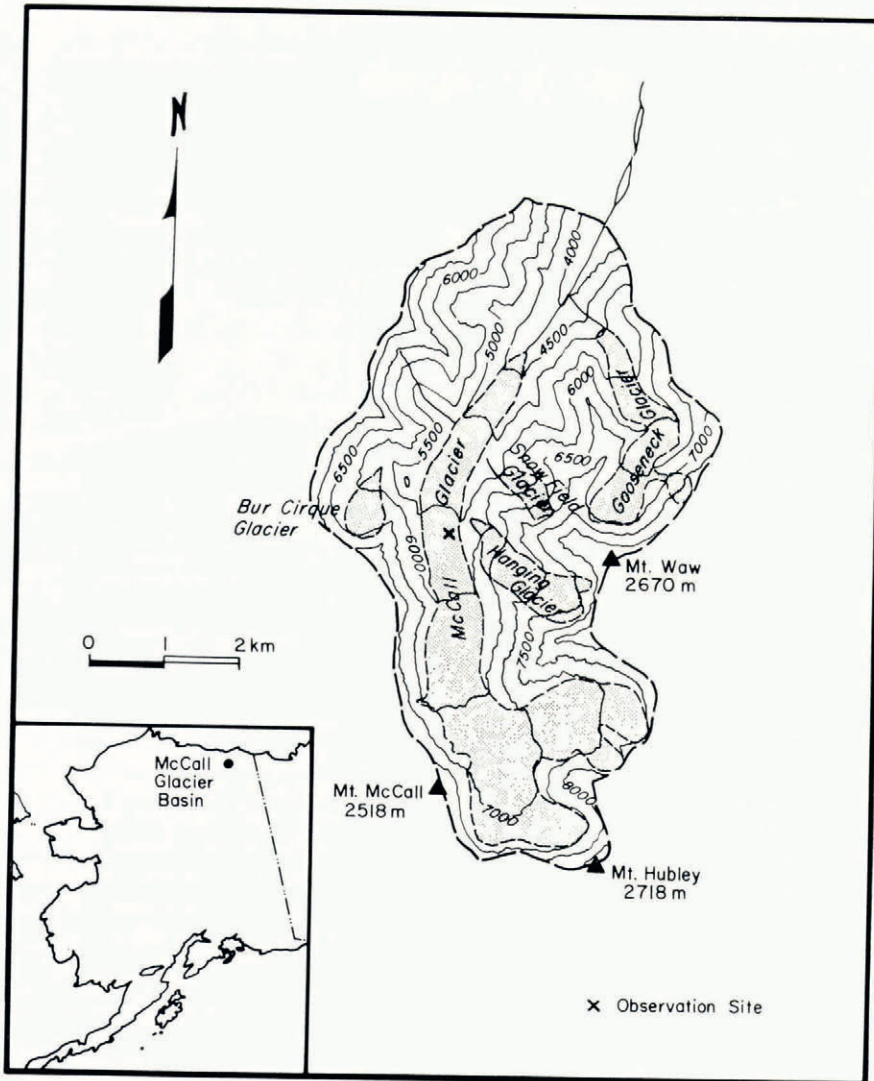 N
4000
6000
5000
4500
6000
Glacier
5500
6500
Glacier
Snow Field
Glacier
6500
Gooseneck
7000
Bur Cirque
Glacier
6000
McCall
Hanging
Glacier
Mt. Waw
2670 m
0 1 2 km
7500
McCall
Glacier
Basin
Mt. McCall
2518 m
7000
8000
Mt. Hubley
2718 m
× Observation Site